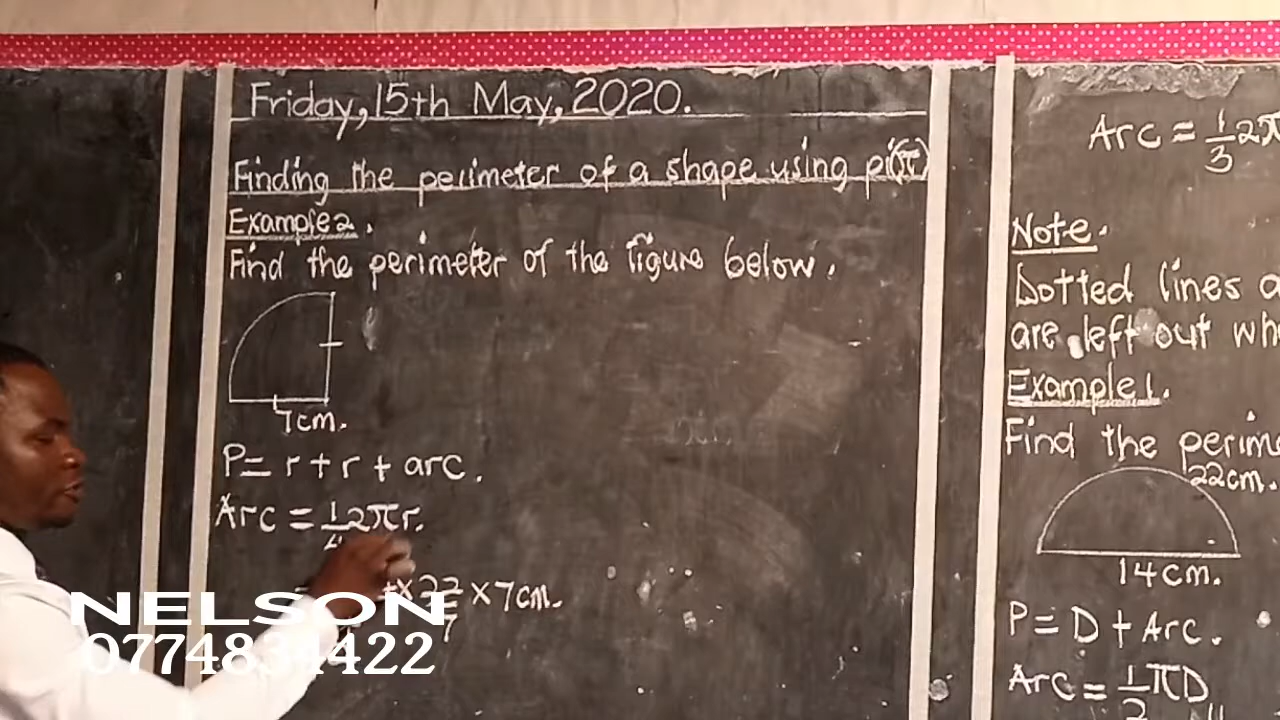 Friday, 15th May, 2020.
Finding the perimeter of a shape using pi(π)
Example 2.
Find the perimeter of the figure below.
7cm.
P = r + r + arc.
Arc = 1/4 2πr.
× 22/7 × 7cm.
NELSON
0774834422
Arc = 1/3 2π
Note.
Dotted lines a
are left out wh
Example 1.
Find the perime
22cm.
14cm.
P = D + Arc.
Arc = 1/2 πD